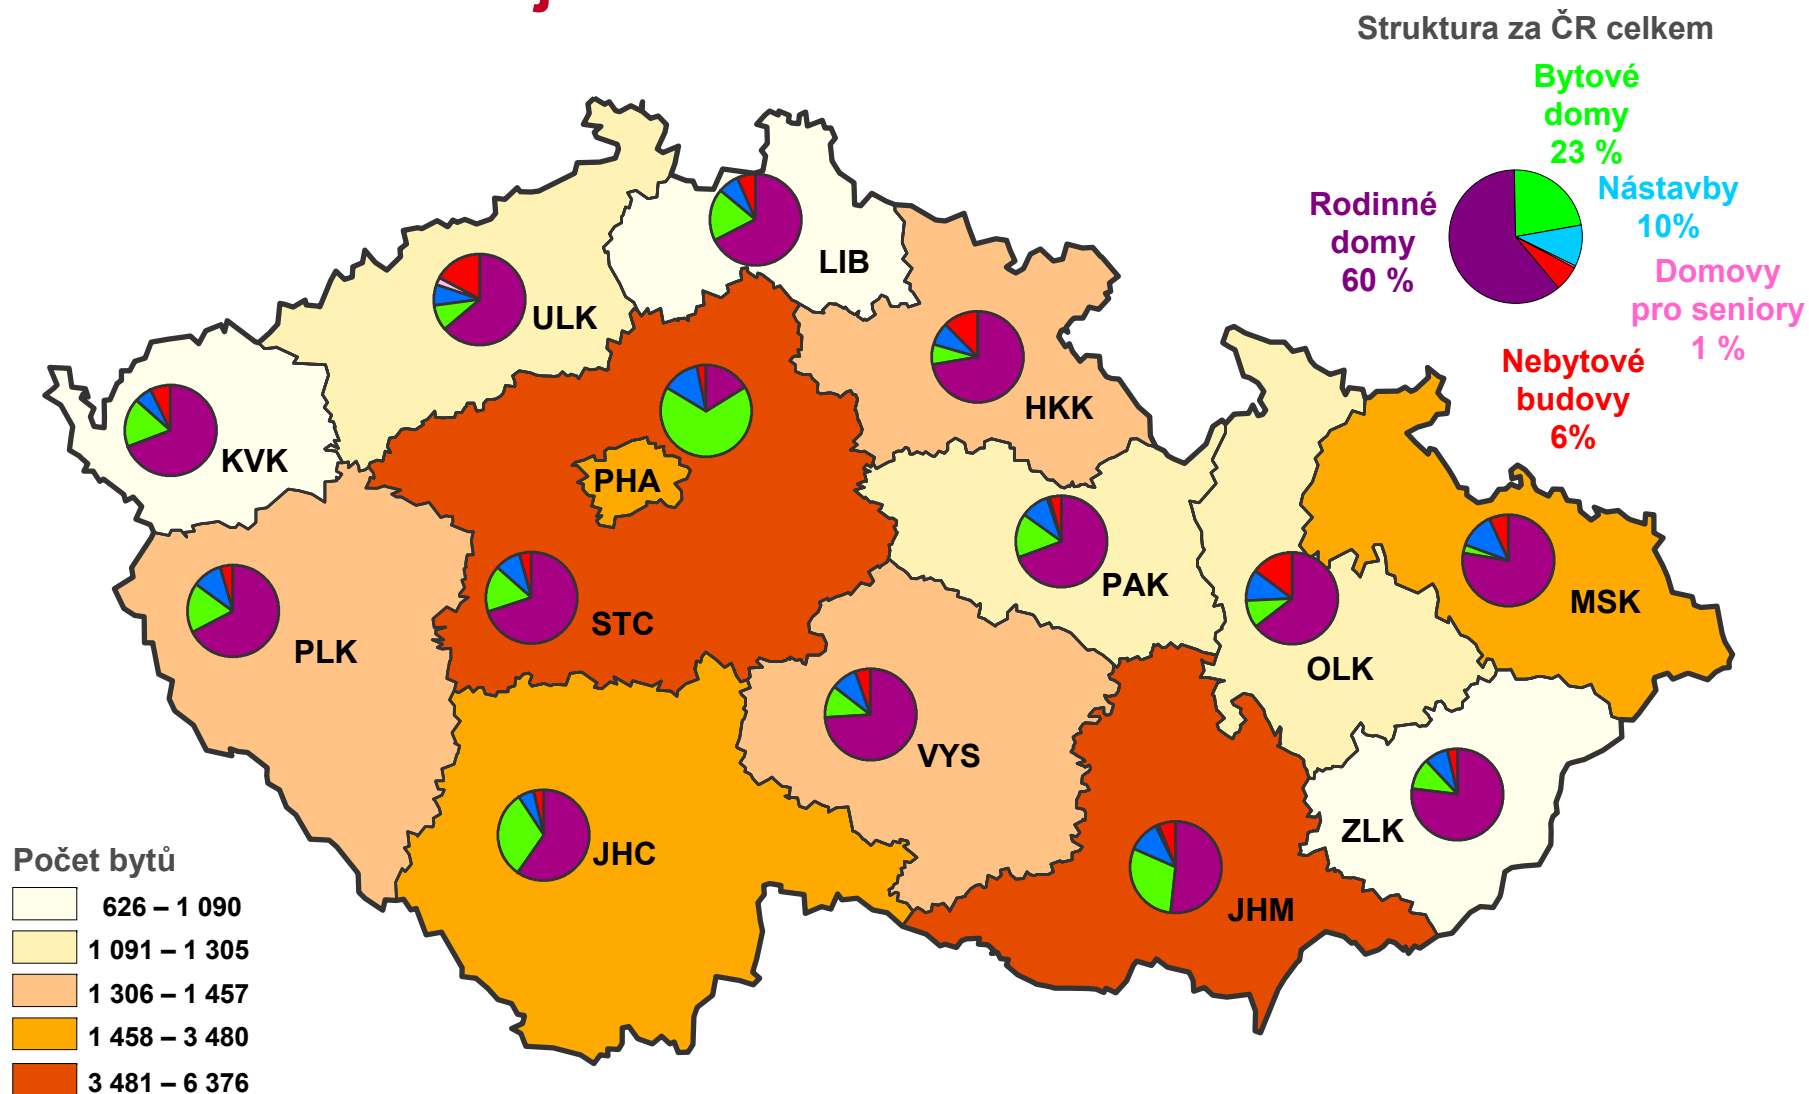 Struktura za ČR celkem
Bytové
domy
23 %
Nástavby
10%
Rodinné
domy
60 %
Domovy
pro seniory
1 %
Nebytové
budovy
6%
LIB
ULK
HKK
KVK
PHA
PAK
MSK
STC
PLK
OLK
VYS
ZLK
JHC
JHM
Počet bytů
626 – 1 090
1 091 – 1 305
1 306 – 1 457
1 458 – 3 480
3 481 – 6 376